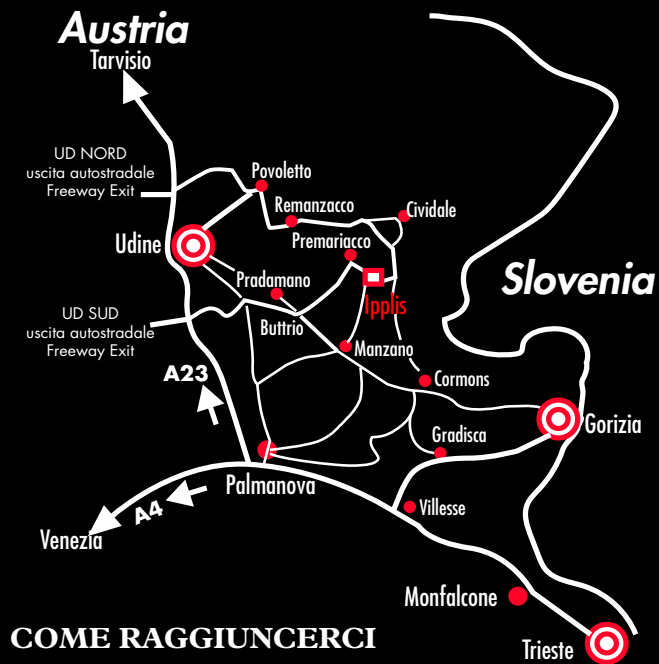 Austria
Tarvisio
UD NORD
uscita autostradale
Freeway Exit
Povoletto
Remanzacco
Cividale
Udine
Premariacco
Slovenia
Pradamano
Ipplis
UD SUD
uscita autostradale
Freeway Exit
Buttrio
Manzano
A23
Cormons
Gorizia
Gradisca
Palmanova
A4
Villesse
Venezia
Monfalcone
COME RAGGIUNCERCI
Trieste